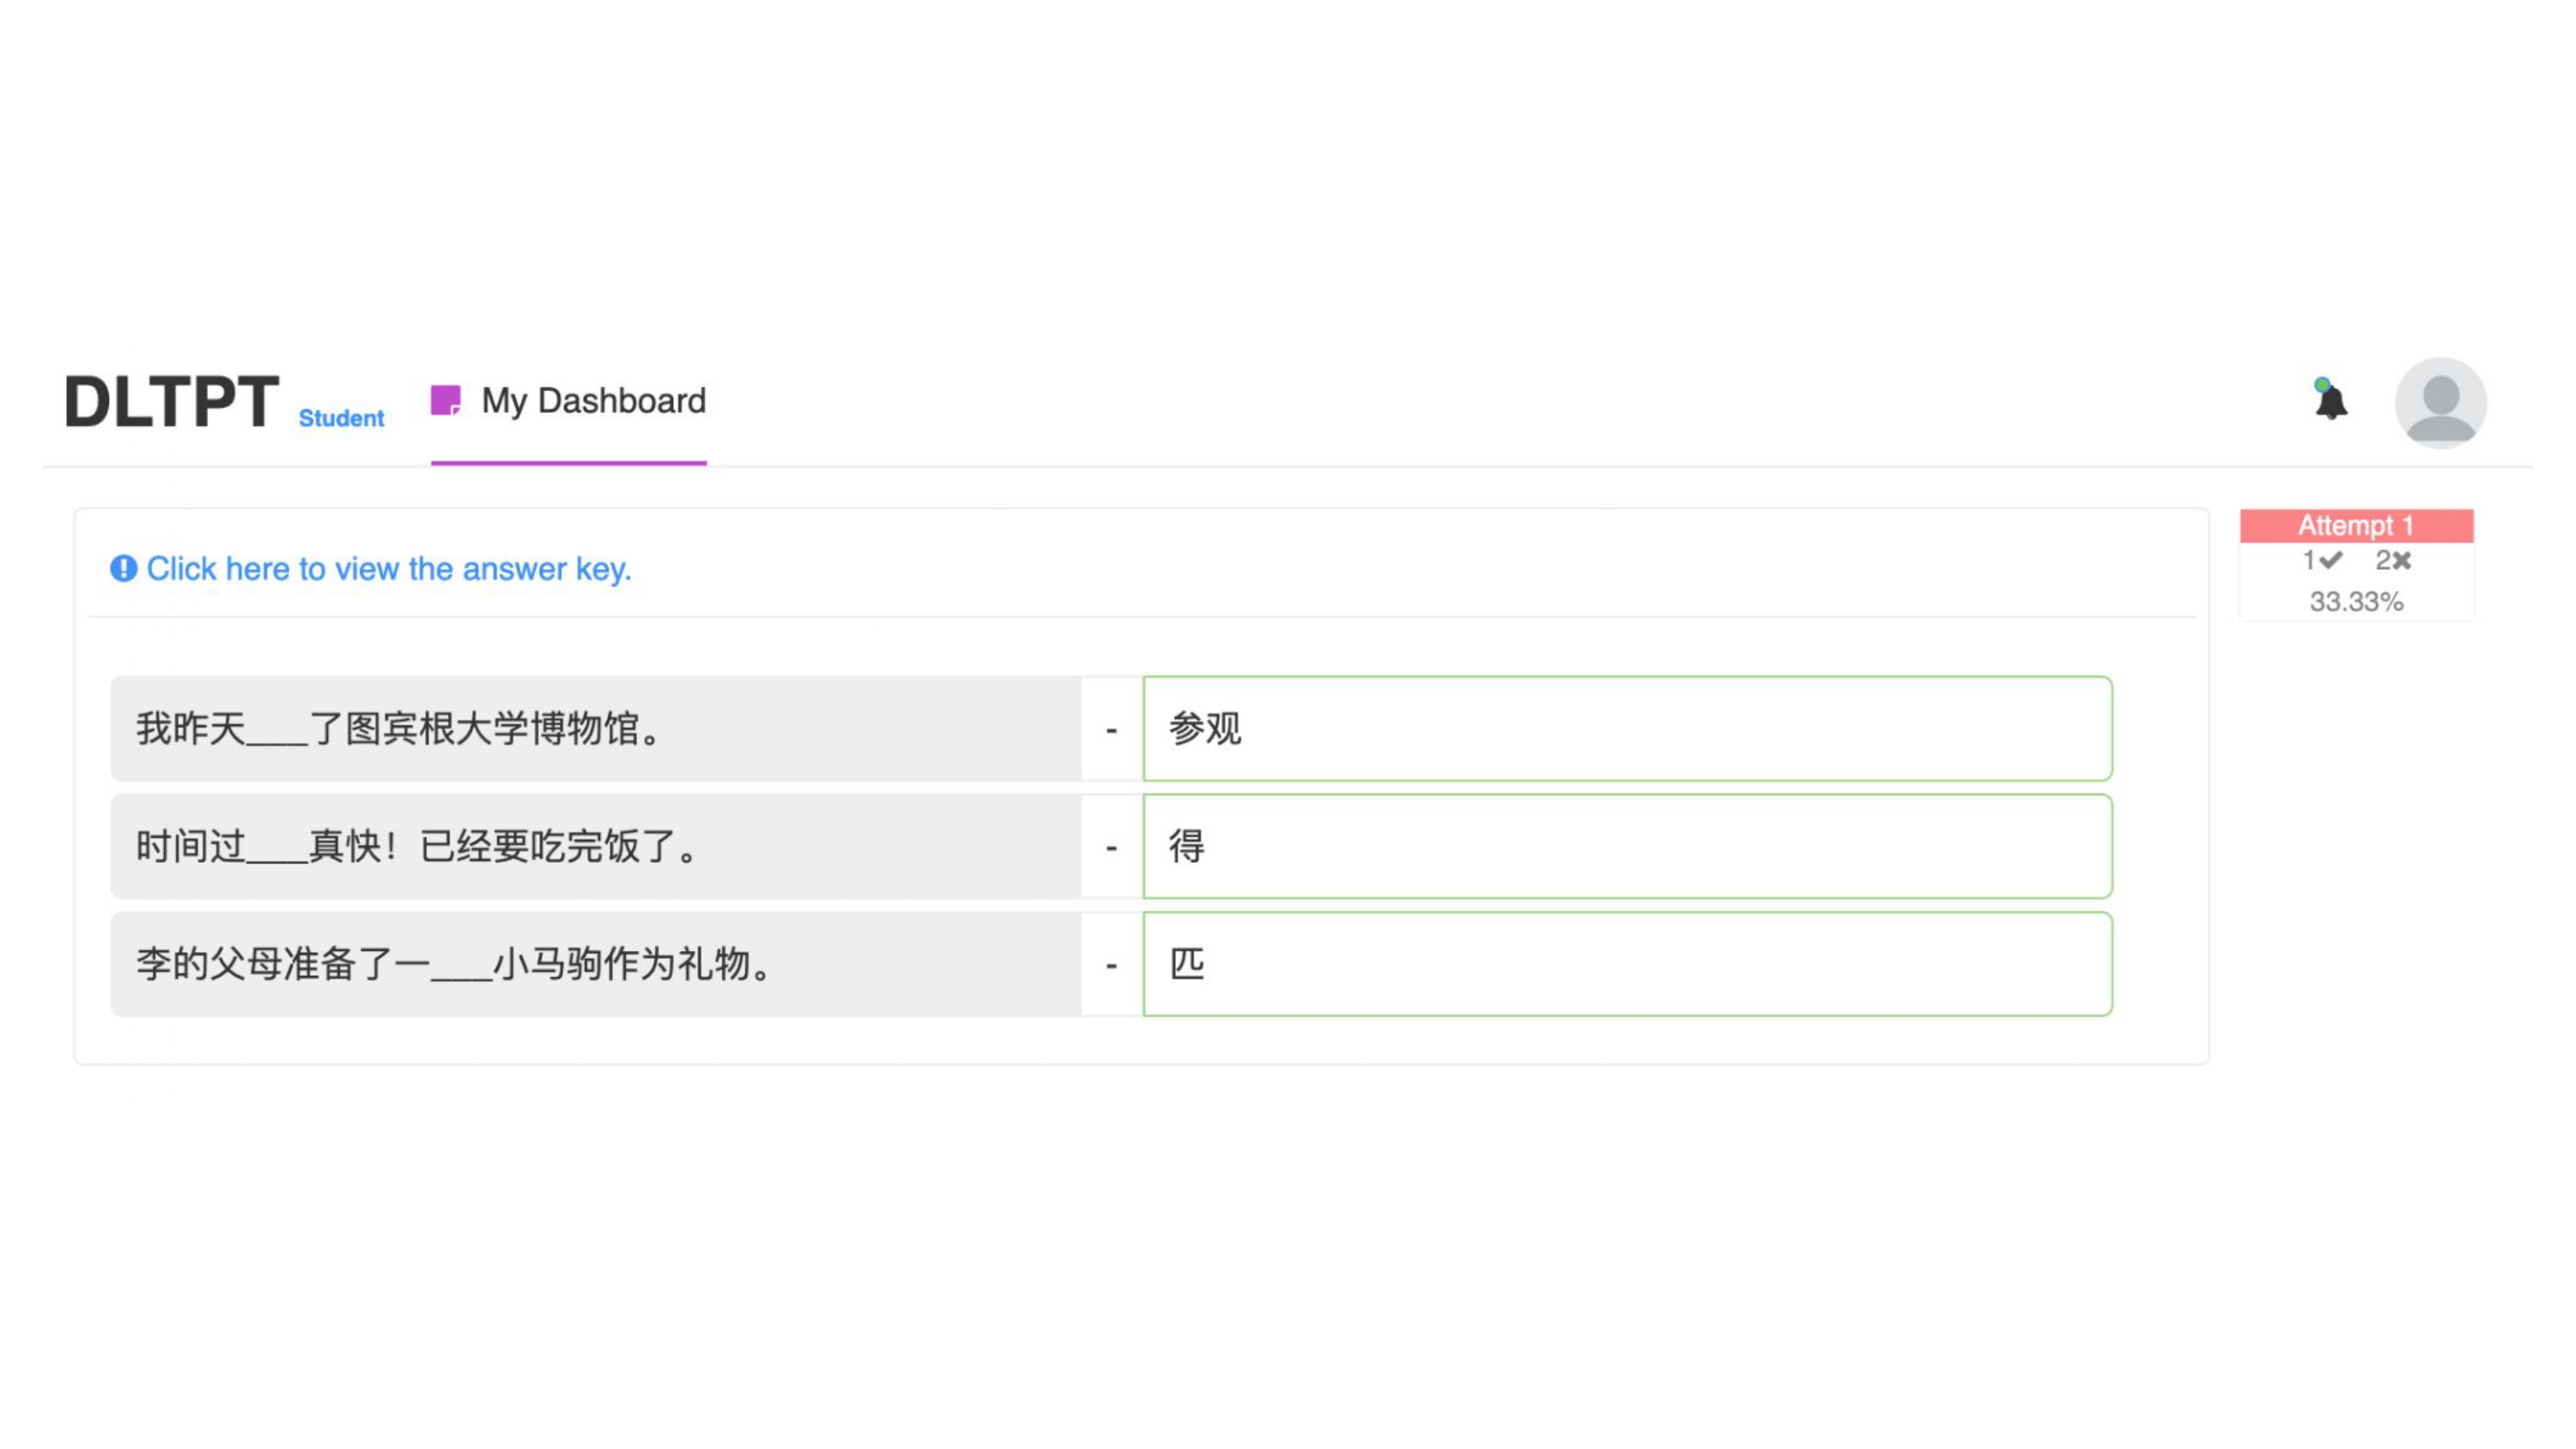 DLTPT Student My Dashboard
Click here to view the answer key.
Attempt 1
1✔ 2✖
33.33%
我昨天___了图宾根大学博物馆。 - 参观
时间过___真快！已经要吃完饭了。 - 得
李的父母准备了一___小马驹作为礼物。 - 匹